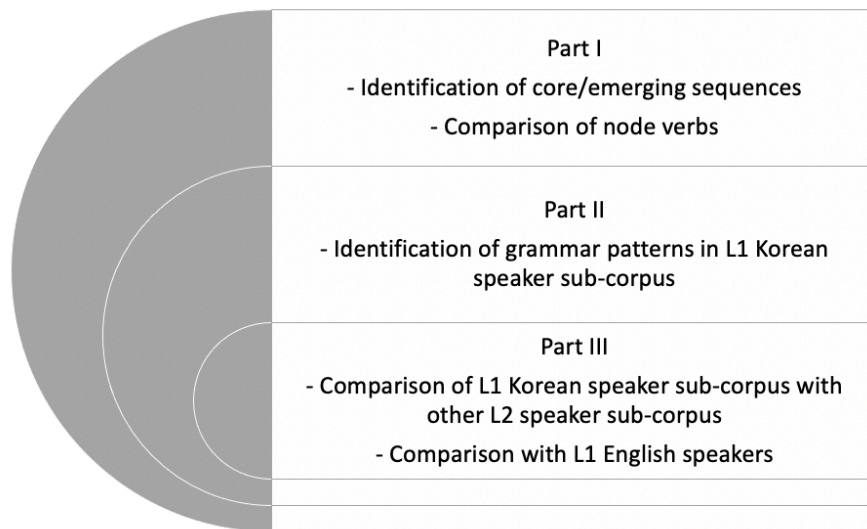 Part I
- Identification of core/emerging sequences
- Comparison of node verbs
Part II
- Identification of grammar patterns in L1 Korean
speaker sub-corpus
Part III
- Comparison of L1 Korean speaker sub-corpus with
other L2 speaker sub-corpus
- Comparison with L1 English speakers